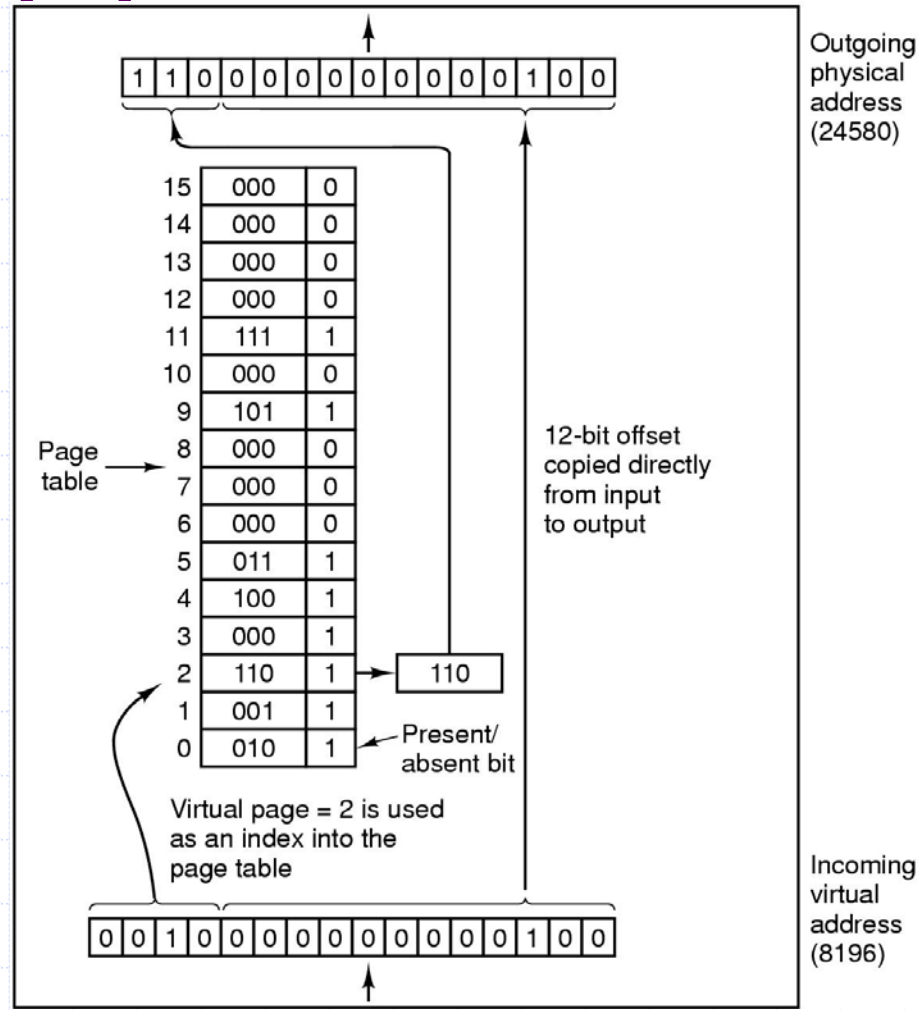 1 1 0 0 0 0 0 0 0 0 0 0 1 0 0
Outgoing
physical
address
(24580)
15 000 0
14 000 0
13 000 0
12 000 0
11 111 1
10 000 0
9 101 1
8 000 0
7 000 0
6 000 0
5 011 1
4 100 1
3 000 1
2 110 1 110
1 001 1
0 010 1
Page
table
12-bit offset
copied directly
from input
to output
Present/
absent bit
Virtual page = 2 is used
as an index into the
page table
0 0 1 0 0 0 0 0 0 0 0 0 0 1 0 0
Incoming
virtual
address
(8196)